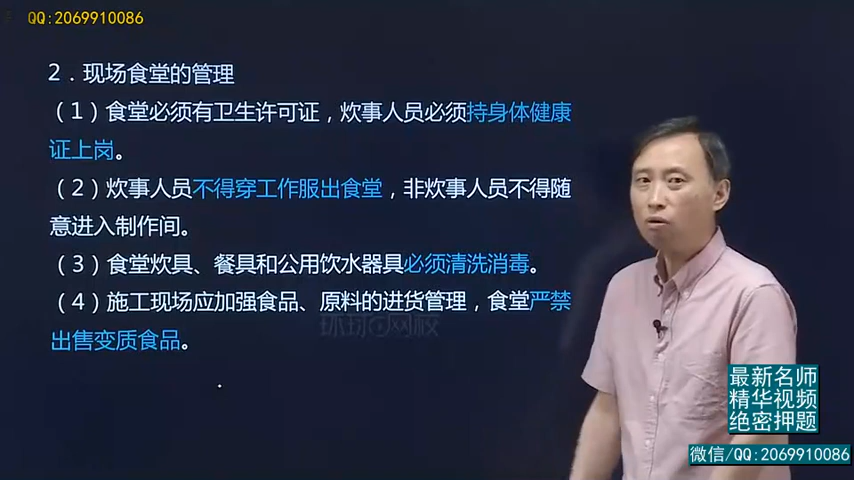 QQ:2069910086
2．现场食堂的管理
（1）食堂必须有卫生许可证，炊事人员必须持身体健康
证上岗。
（2）炊事人员不得穿工作服出食堂，非炊事人员不得随
意进入制作间。
（3）食堂炊具、餐具和公用饮水器具必须清洗消毒。
（4）施工现场应加强食品、原料的进货管理，食堂严禁
出售变质食品。
环球网校
最新名师
精华视频
绝密押题
微信/QQ:2069910086